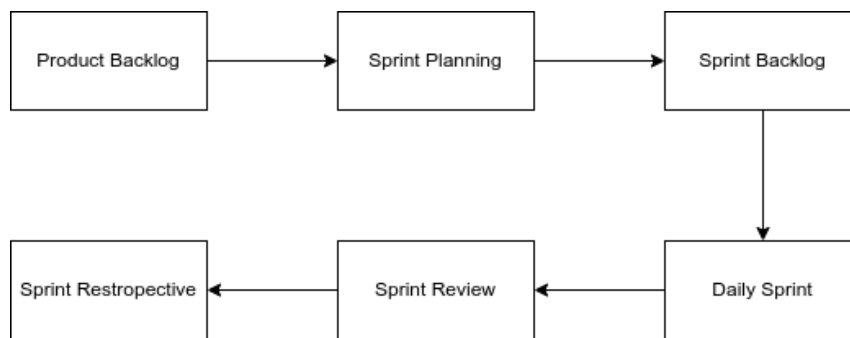 Product Backlog
Sprint Planning
Sprint Backlog
Sprint Restropective
Sprint Review
Daily Sprint